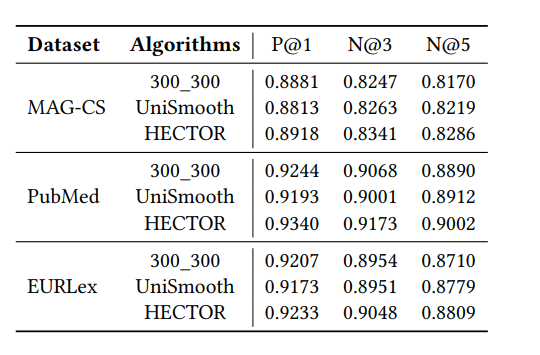 Dataset Algorithms P@1 N@3 N@5
300_300 0.8881 0.8247 0.8170
MAG-CS UniSmooth 0.8813 0.8263 0.8219
HECTOR 0.8918 0.8341 0.8286
300_300 0.9244 0.9068 0.8890
PubMed UniSmooth 0.9193 0.9001 0.8912
HECTOR 0.9340 0.9173 0.9002
300_300 0.9207 0.8954 0.8710
EURLex UniSmooth 0.9173 0.8951 0.8779
HECTOR 0.9233 0.9048 0.8809